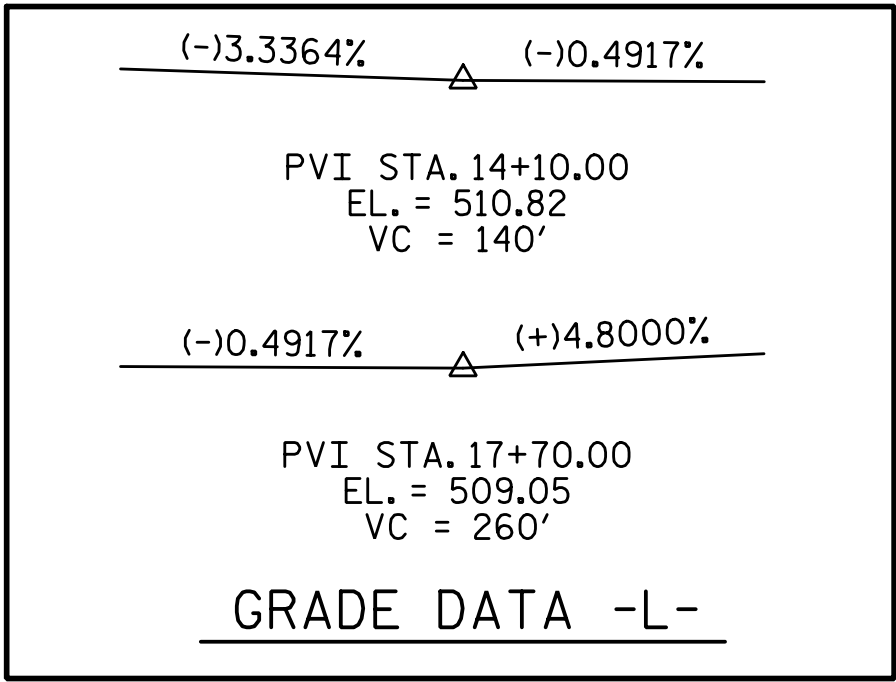 (-)3.3364% (-)0.4917%
PVI STA. 14+10.00
EL. = 510.82
VC = 140'
(-)0.4917% (+)4.8000%
PVI STA. 17+70.00
EL. = 509.05
VC = 260'
GRADE DATA -L-